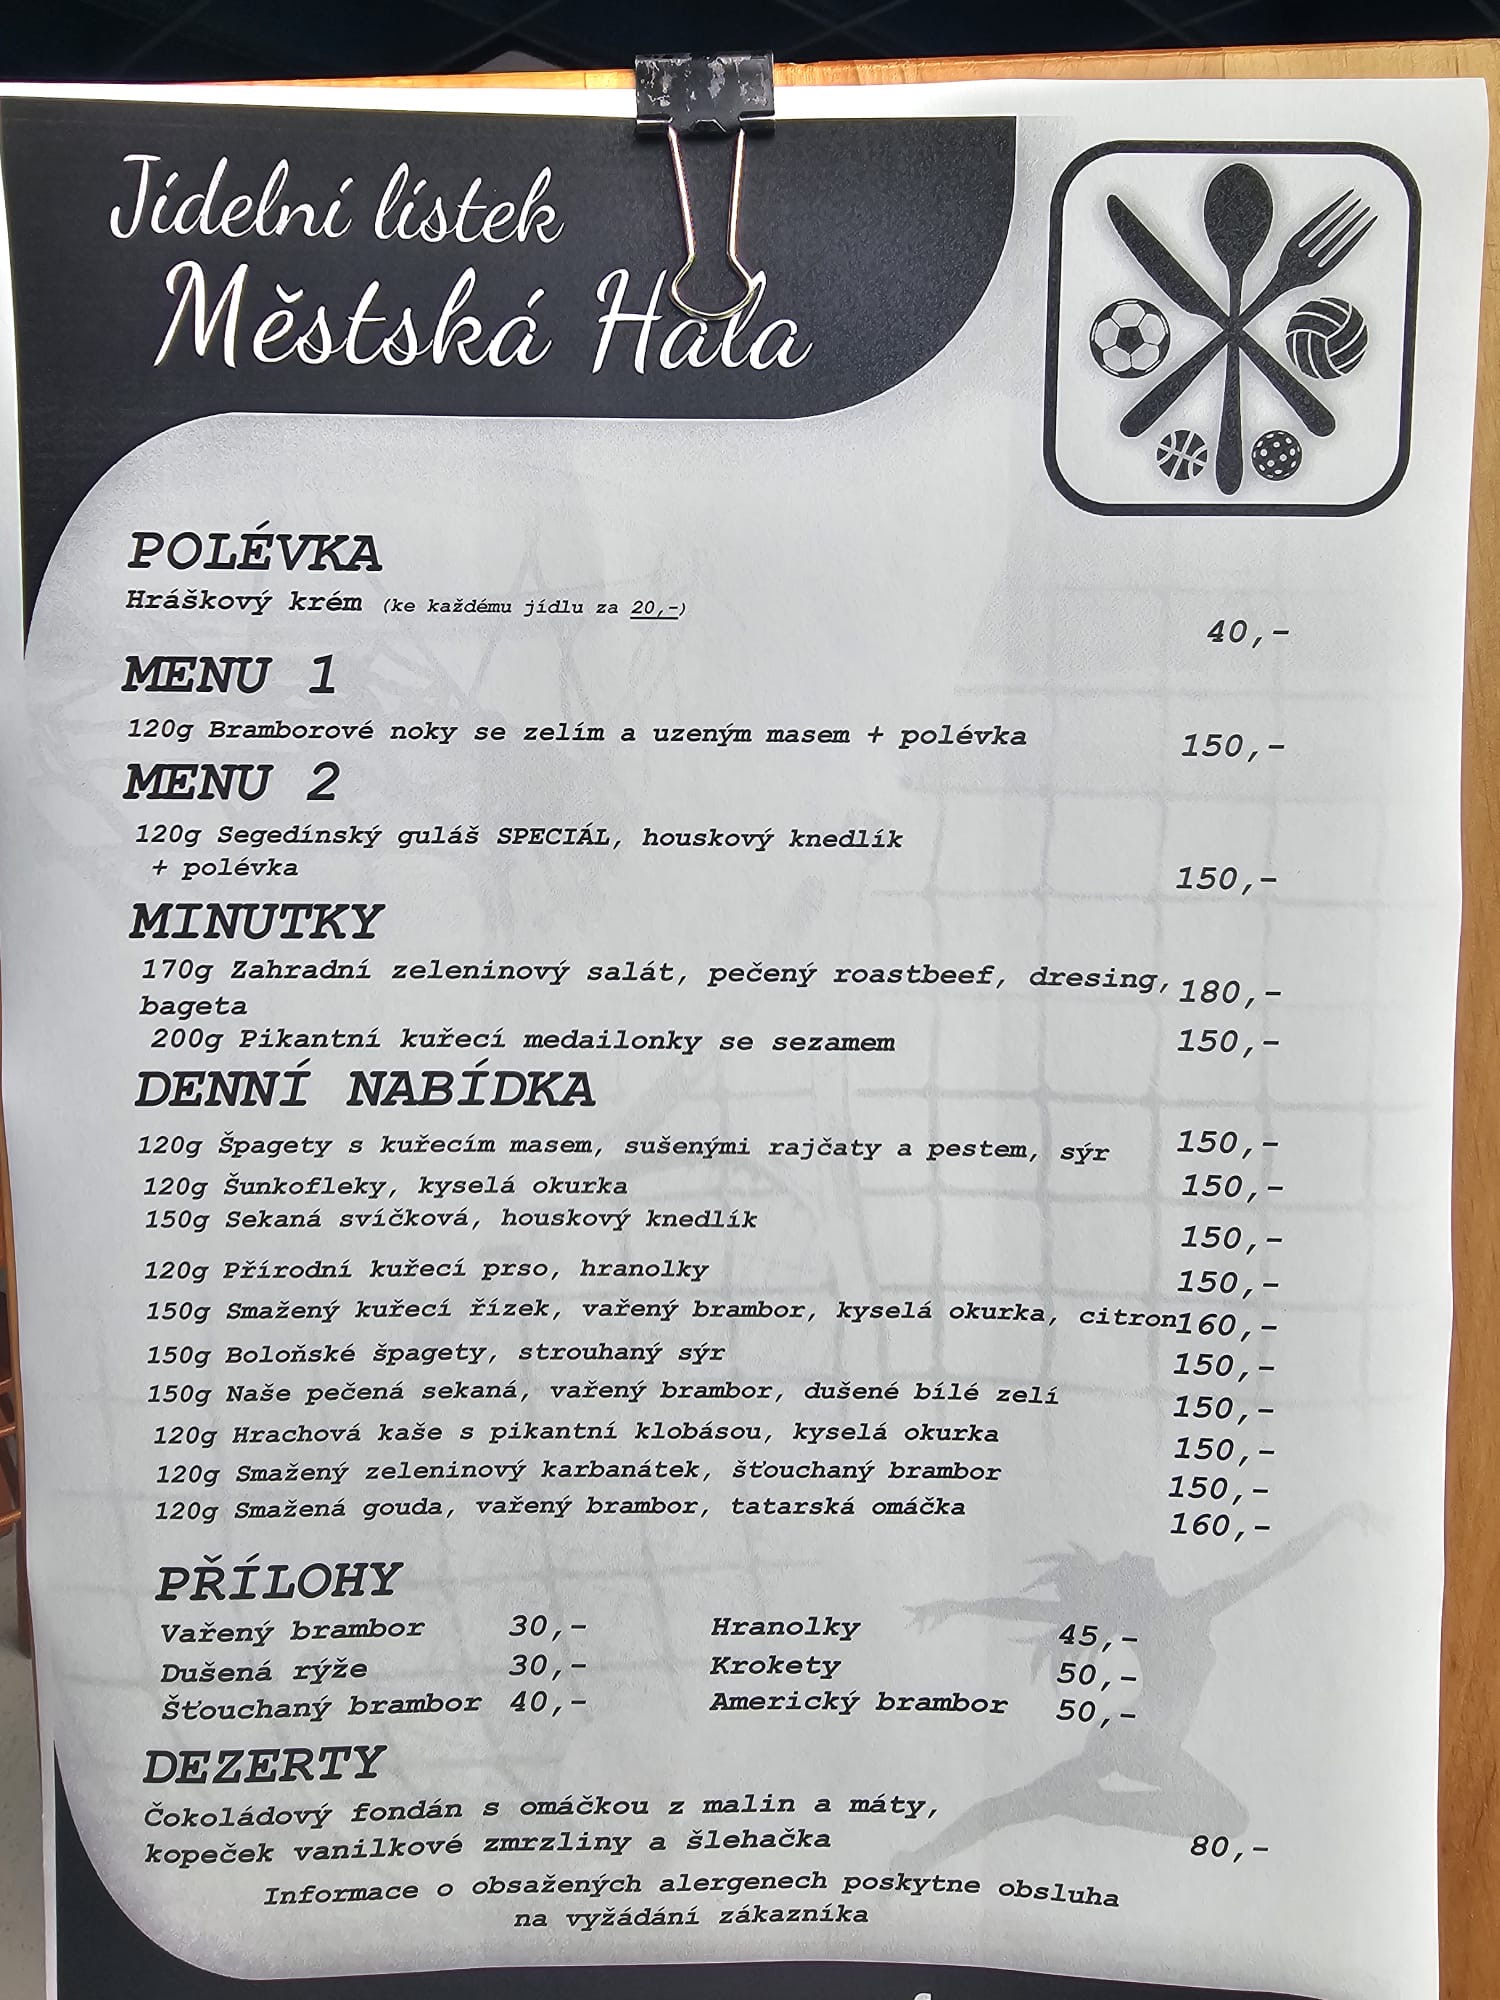 Jídelní lístek
Městská Hala
POLÉVKA
Hráškový krém (ke každému jídlu za 20,-)
40,-
MENU 1
120g Bramborové noky se zelím a uzeným masem + polévka 150,-
MENU 2
120g Segedínský guláš SPECIÁL, houskový knedlík
+ polévka 150,-
MINUTKY
170g Zahradní zeleninový salát, pečený roastbeef, dresing, 180,-
bageta
200g Pikantní kuřecí medailonky se sezamem 150,-
DENNÍ NABÍDKA
120g Špagety s kuřecím masem, sušenými rajčaty a pestem, sýr 150,-
120g Šunkofleky, kyselá okurka 150,-
150g Sekaná svíčková, houskový knedlík 150,-
120g Přírodní kuřecí prso, hranolky 150,-
150g Smažený kuřecí řízek, vařený brambor, kyselá okurka, citron 160,-
150g Boloňské špagety, strouhaný sýr 150,-
150g Naše pečená sekaná, vařený brambor, dušené bílé zelí 150,-
120g Hrachová kaše s pikantní klobásou, kyselá okurka 150,-
120g Smažený zeleninový karbanátek, šťouchaný brambor 150,-
120g Smažená gouda, vařený brambor, tatarská omáčka 160,-
PŘÍLOHY
Vařený brambor 30,- Hranolky 45,-
Dušená rýže 30,- Krokety 50,-
Šťouchaný brambor 40,- Americký brambor 50,-
DEZERTY
Čokoládový fondán s omáčkou z malin a máty,
kopeček vanilkové zmrzliny a šlehačka 80,-
Informace o obsažených alergenech poskytne obsluha
na vyžádání zákazníka